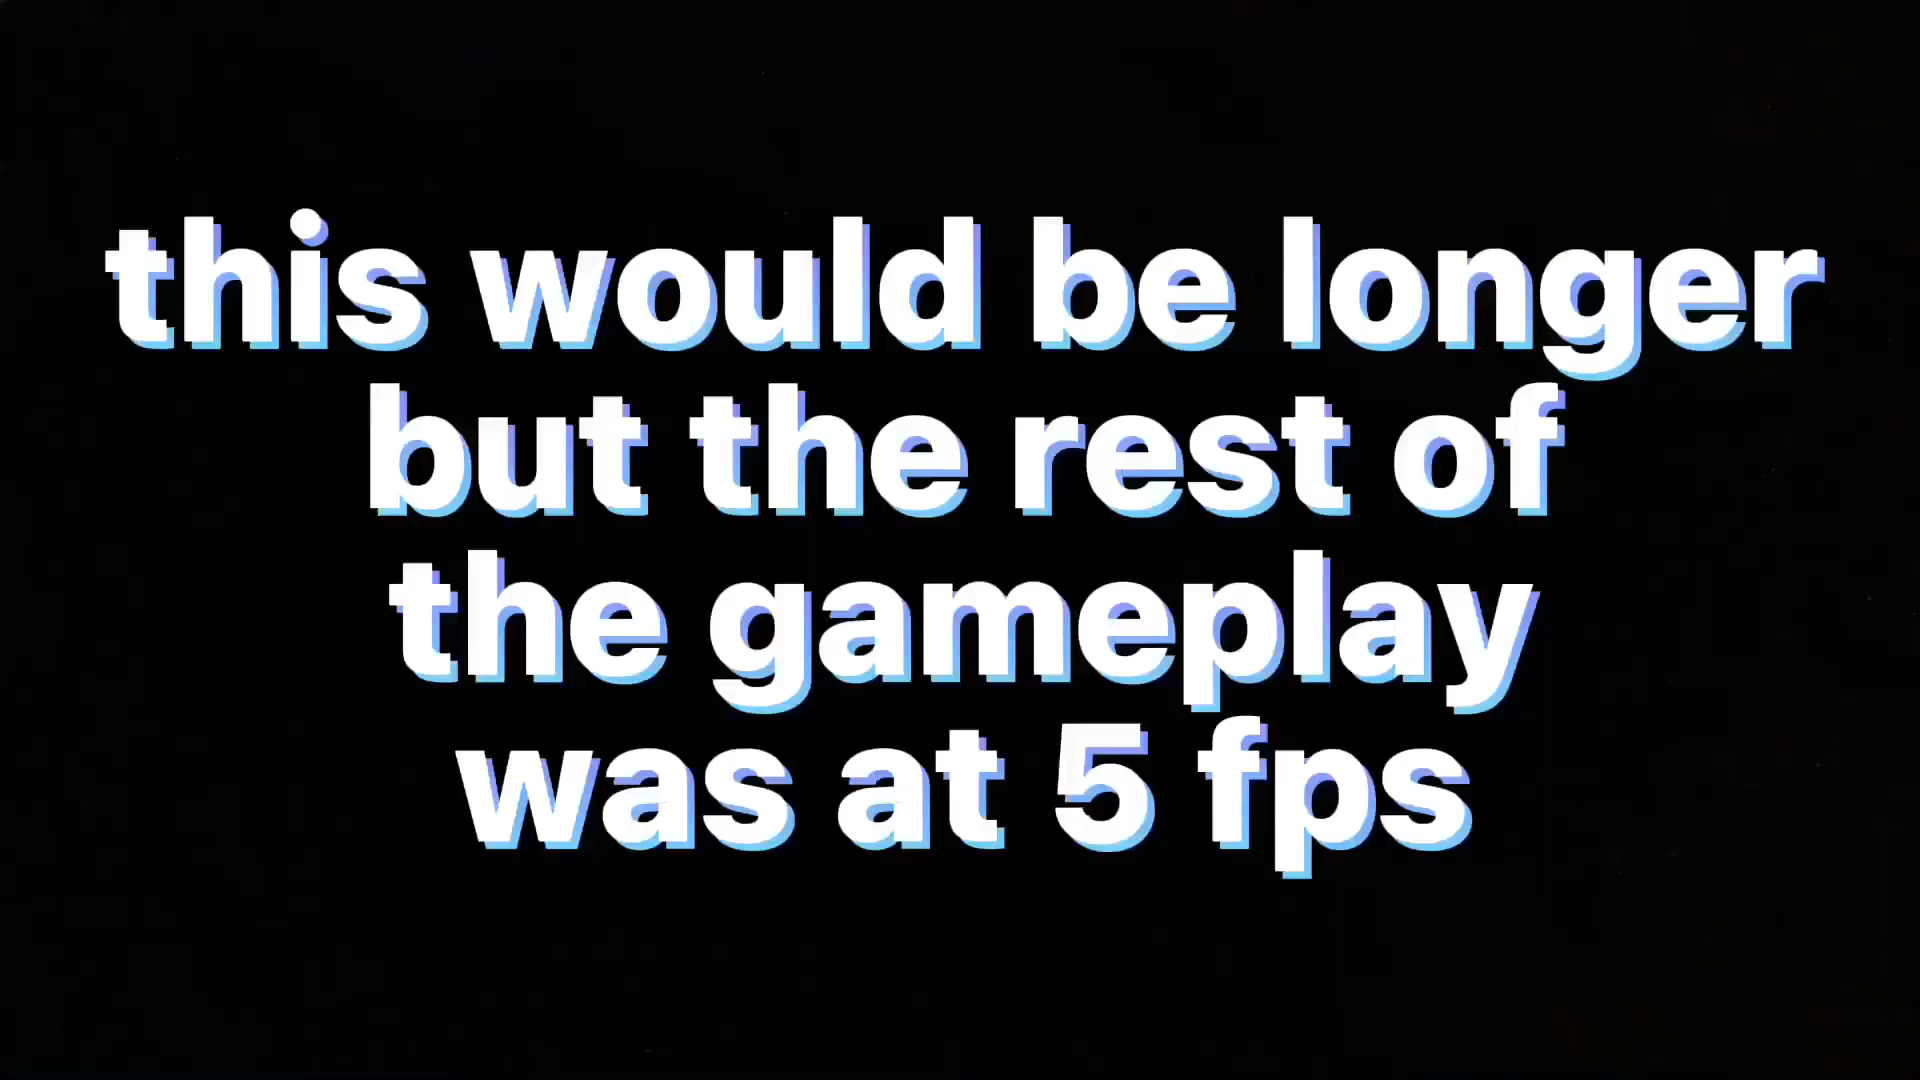 this would be longer
but the rest of
the gameplay
was at 5 fps